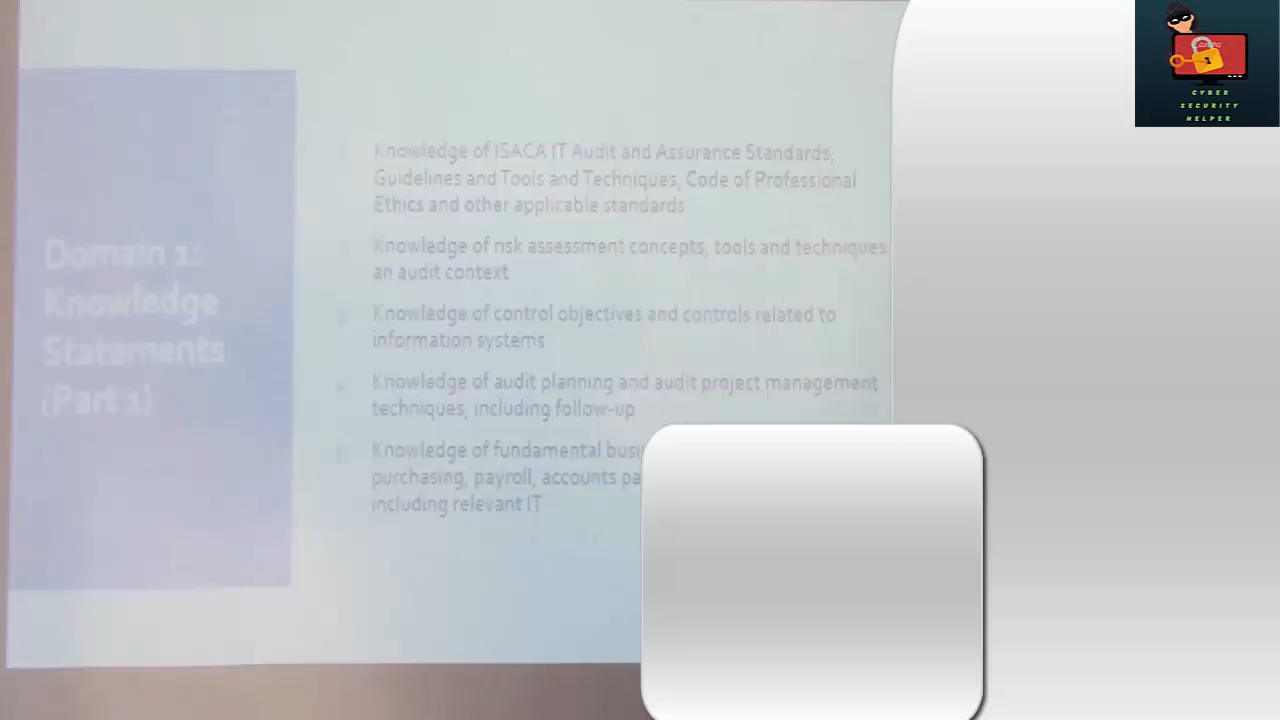 Domain 1:
Knowledge
Statements
(Part 1)
Knowledge of ISACA IT Audit and Assurance Standards,
Guidelines and Tools and Techniques, Code of Professional
Ethics and other applicable standards
Knowledge of risk assessment concepts, tools and techniques
an audit context
Knowledge of control objectives and controls related to
information systems
Knowledge of audit planning and audit project management
techniques, including follow-up
Knowledge of fundamental
purchasing, payroll, accounts
including relevant IT
CYBER
SECURITY
HELPER